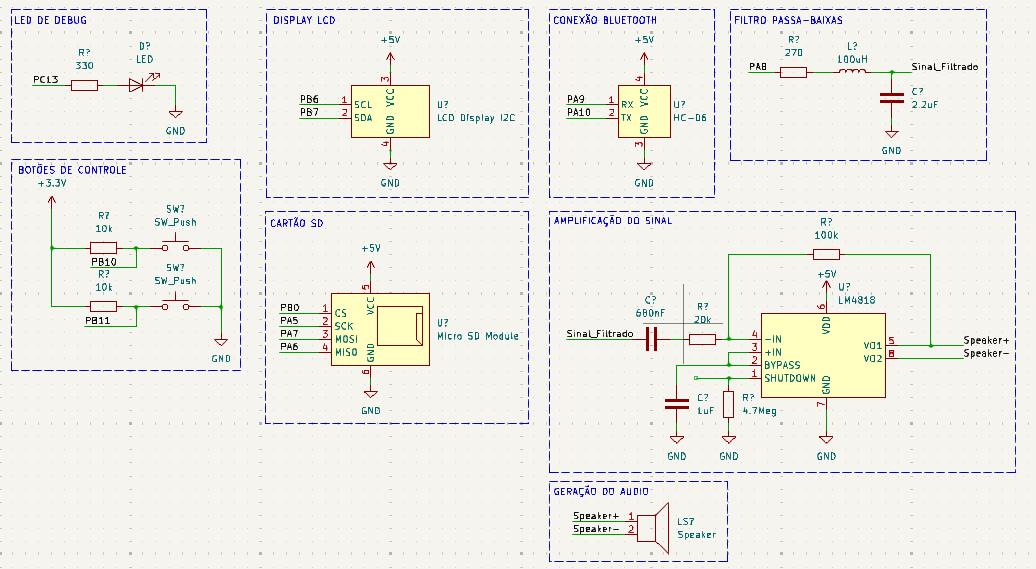 LED DE DEBUG
D?
LED
R?
330
PC13
GND
DISPLAY LCD
+5V
3
VCC
PB6 1 SCL
PB7 2 SDA
GND
4
U?
LCD Display I2C
GND
CONEXÃO BLUETOOTH
+5V
4
VCC
PA9 1 RX
PA10 2 TX
GND
3
U?
HC-06
GND
FILTRO PASSA-BAIXAS
R?
270
L?
100uH
PA8
Sinal_Filtrado
C?
2.2uF
GND
BOTÕES DE CONTROLE
+3.3V
R?
10k
SW?
SW_Push
PB10
R?
10k
SW?
SW_Push
PB11
GND
CARTÃO SD
+5V
5
VCC
PB0 1 CS
PA5 2 SCK
PA7 3 MOSI
PA6 4 MISO
GND
6
U?
Micro SD Module
GND
AMPLIFICAÇÃO DO SINAL
R?
100k
+5V
U?
LM4818
6
VDD
C?
680nF
R?
20k
Sinal_Filtrado
4 -IN
3 +IN
2 BYPASS
1 SHUTDOWN
VO1 5 Speaker+
VO2 8 Speaker-
GND
7
C?
1uF
R?
4.7Meg
GND
GND
GND
GERAÇÃO DO AUDIO
Speaker+ 1
Speaker- 2
LS?
Speaker